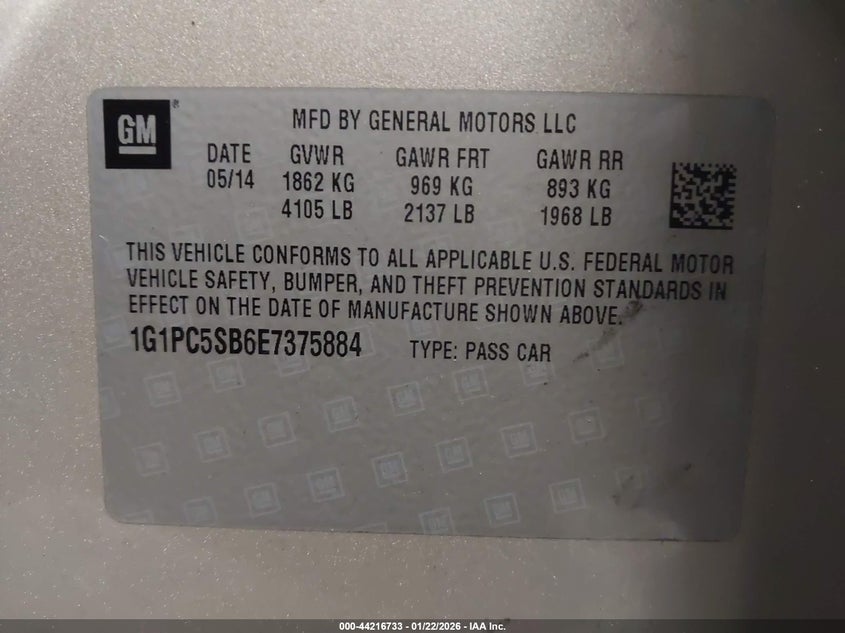 GM®
MFD BY GENERAL MOTORS LLC
DATE GVWR GAWR FRT GAWR RR
05/14 1862 KG 969 KG 893 KG
4105 LB 2137 LB 1968 LB
THIS VEHICLE CONFORMS TO ALL APPLICABLE U.S. FEDERAL MOTOR
VEHICLE SAFETY, BUMPER, AND THEFT PREVENTION STANDARDS IN
EFFECT ON THE DATE OF MANUFACTURE SHOWN ABOVE.
1G1PC5SB6E7375884 TYPE: PASS CAR
000-44216733 - 01/22/2026 - IAA Inc.